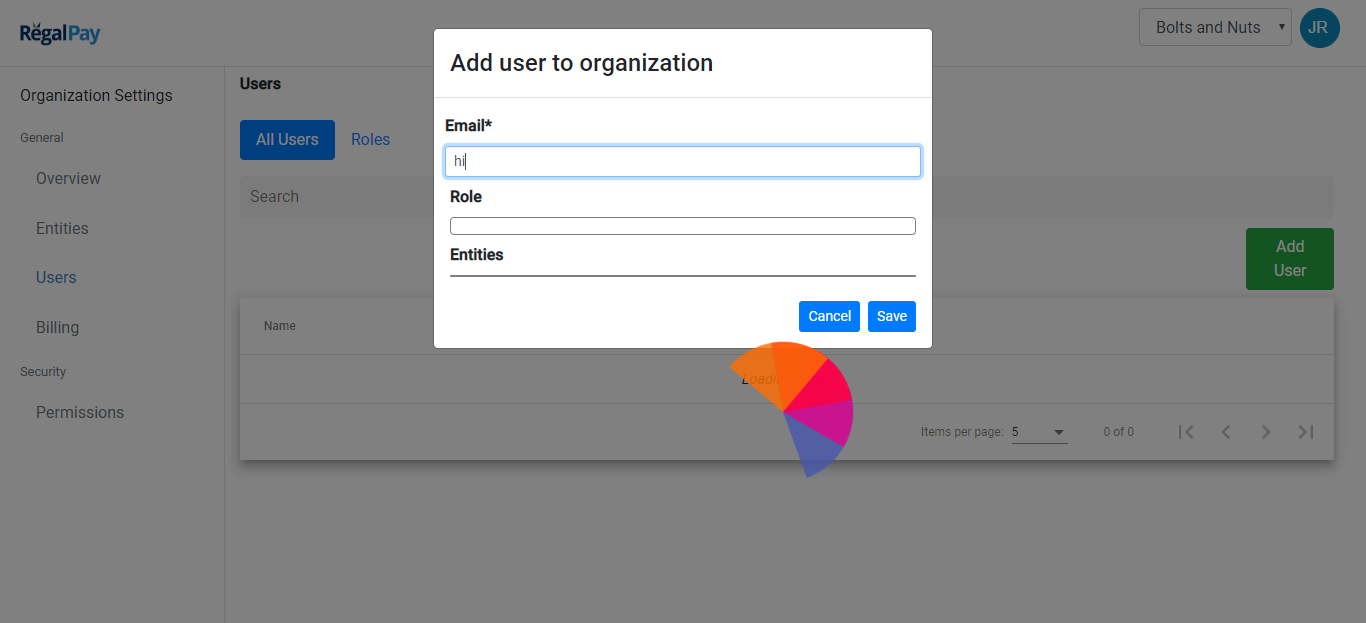 RegalPay
Bolts and Nuts
JR
Add user to organization
Organization Settings
General
Overview
Entities
Users
Billing
Security
Permissions
Users
All Users
Roles
Search
Add
User
Email*
hi
Role
Entities
Cancel
Save
Name
Items per page:
5
0 of 0